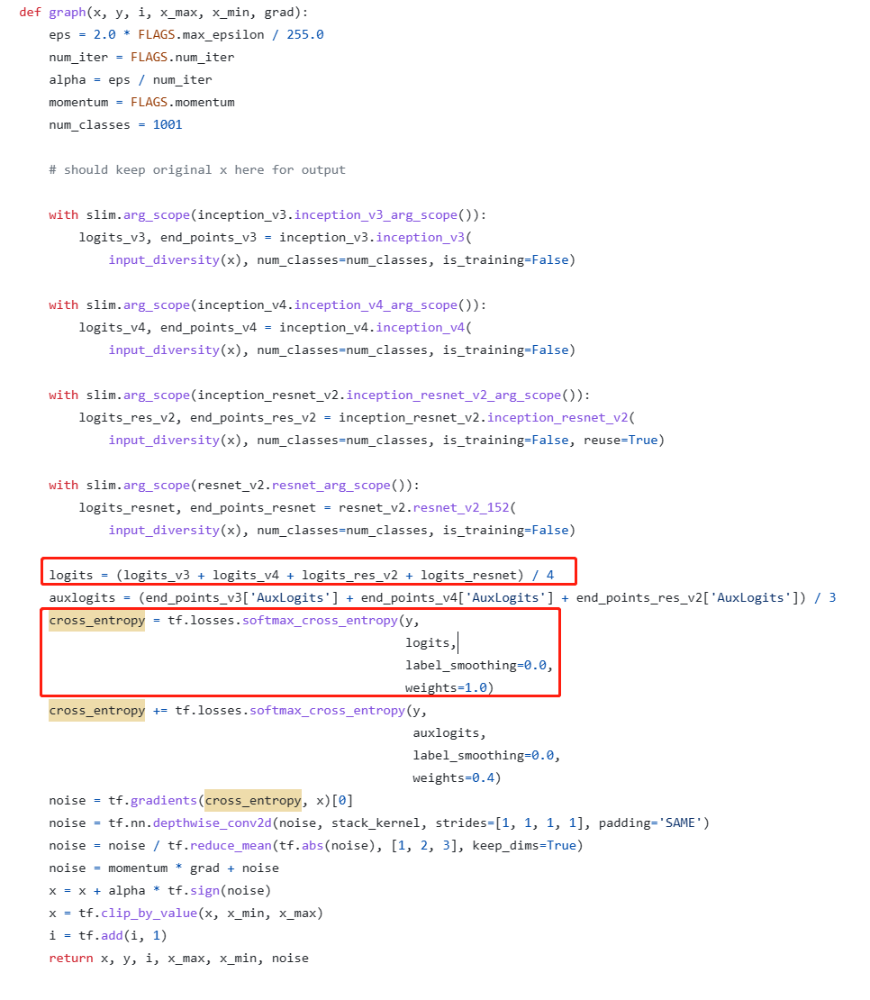 def graph(x, y, i, x_max, x_min, grad):
    eps = 2.0 * FLAGS.max_epsilon / 255.0
    num_iter = FLAGS.num_iter
    alpha = eps / num_iter
    momentum = FLAGS.momentum
    num_classes = 1001
    # should keep original x here for output
    with slim.arg_scope(inception_v3.inception_v3_arg_scope()):
        logits_v3, end_points_v3 = inception_v3.inception_v3(
            input_diversity(x), num_classes=num_classes, is_training=False)
    with slim.arg_scope(inception_v4.inception_v4_arg_scope()):
        logits_v4, end_points_v4 = inception_v4.inception_v4(
            input_diversity(x), num_classes=num_classes, is_training=False)
    with slim.arg_scope(inception_resnet_v2.inception_resnet_v2_arg_scope()):
        logits_res_v2, end_points_res_v2 = inception_resnet_v2.inception_resnet_v2(
            input_diversity(x), num_classes=num_classes, is_training=False, reuse=True)
    with slim.arg_scope(resnet_v2.resnet_arg_scope()):
        logits_resnet, end_points_resnet = resnet_v2.resnet_v2_152(
            input_diversity(x), num_classes=num_classes, is_training=False)
    logits = (logits_v3 + logits_v4 + logits_res_v2 + logits_resnet) / 4
    auxlogits = (end_points_v3['AuxLogits'] + end_points_v4['AuxLogits'] + end_points_res_v2['AuxLogits']) / 3
    cross_entropy = tf.losses.softmax_cross_entropy(y,
                                                    logits,
                                                    label_smoothing=0.0,
                                                    weights=1.0)
    cross_entropy += tf.losses.softmax_cross_entropy(y,
                                                     auxlogits,
                                                     label_smoothing=0.0,
                                                     weights=0.4)
    noise = tf.gradients(cross_entropy, x)[0]
    noise = tf.nn.depthwise_conv2d(noise, stack_kernel, strides=[1, 1, 1, 1], padding='SAME')
    noise = noise / tf.reduce_mean(tf.abs(noise), [1, 2, 3], keep_dims=True)
    noise = momentum * grad + noise
    x = x + alpha * tf.sign(noise)
    x = tf.clip_by_value(x, x_min, x_max)
    i = tf.add(i, 1)
    return x, y, i, x_max, x_min, noise